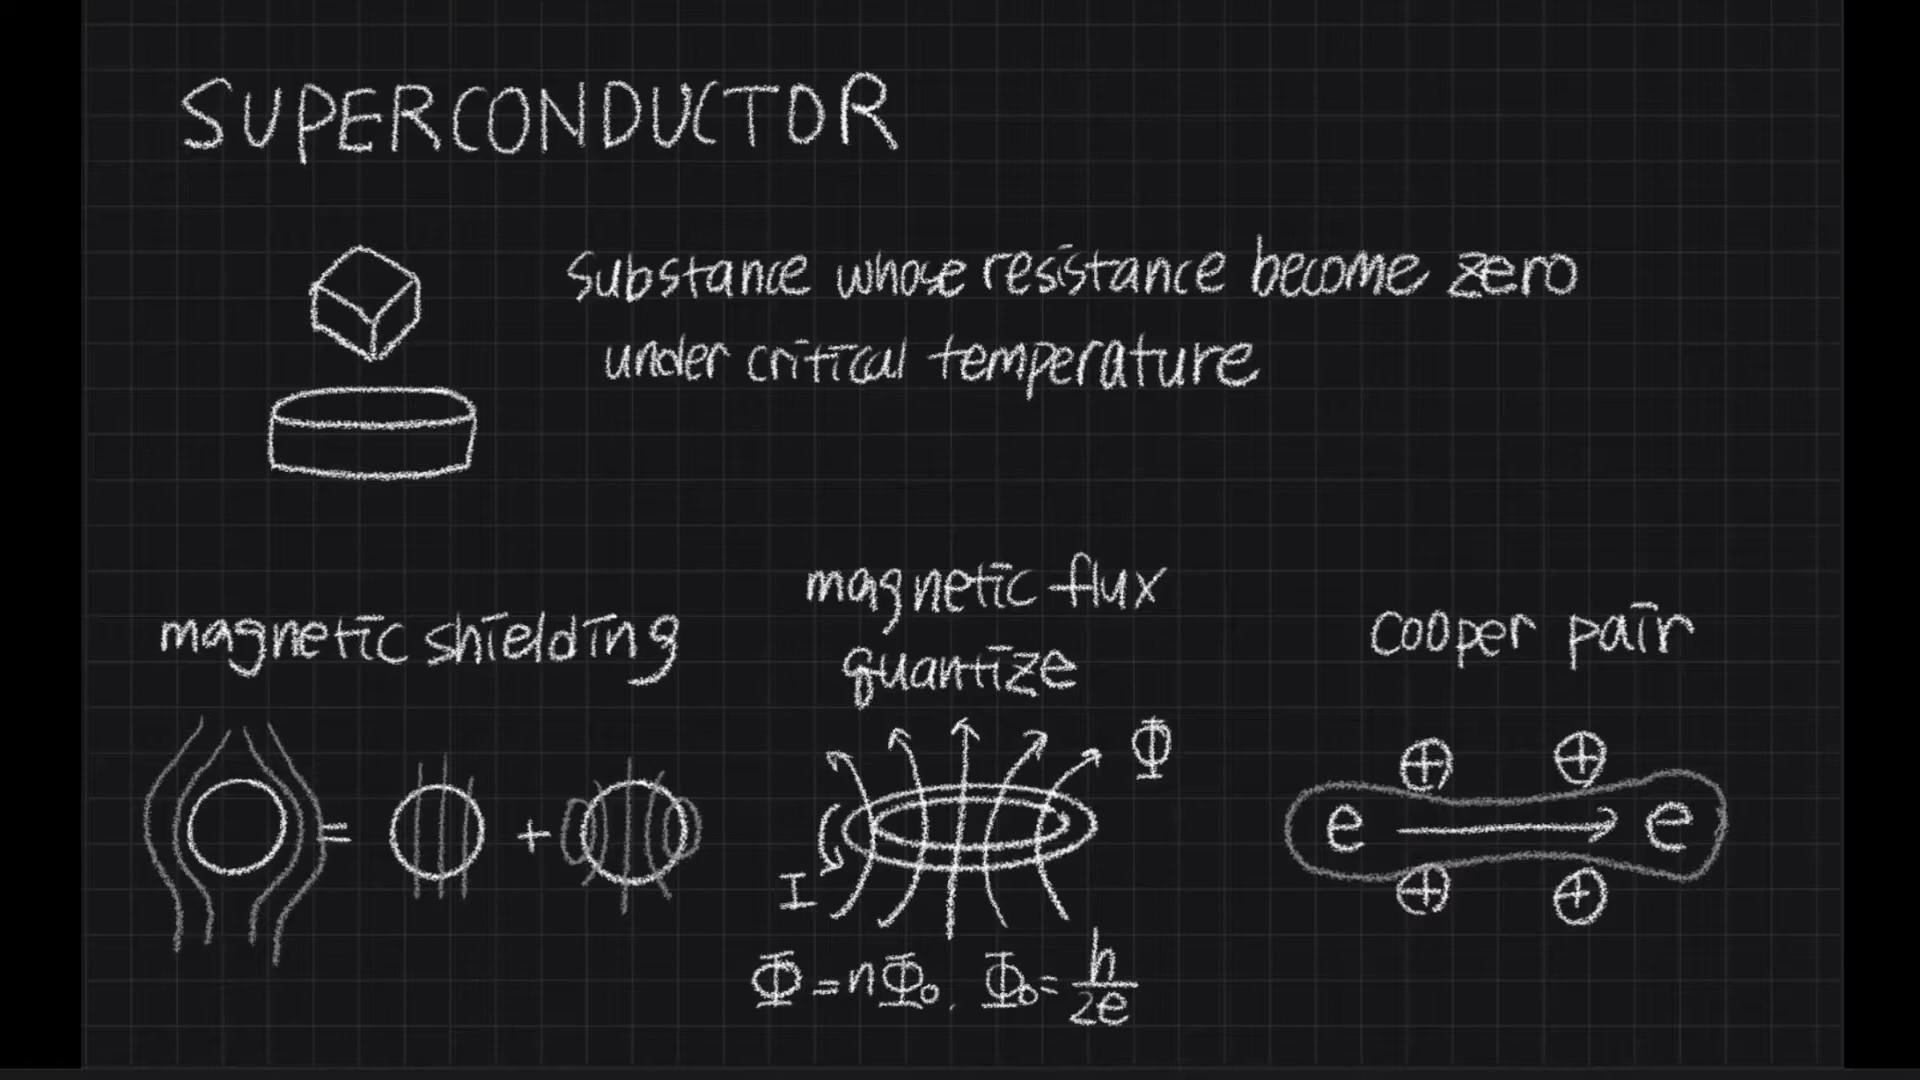 SUPERCONDUCTOR
substance whose resistance become zero
under critical temperature
magnetic shielding
=
+
magnetic flux
quantize
Φ
I
Φ = nΦ₀, Φ₀ = h/2e
cooper pair
⊕ ⊕
e → e
⊕ ⊕